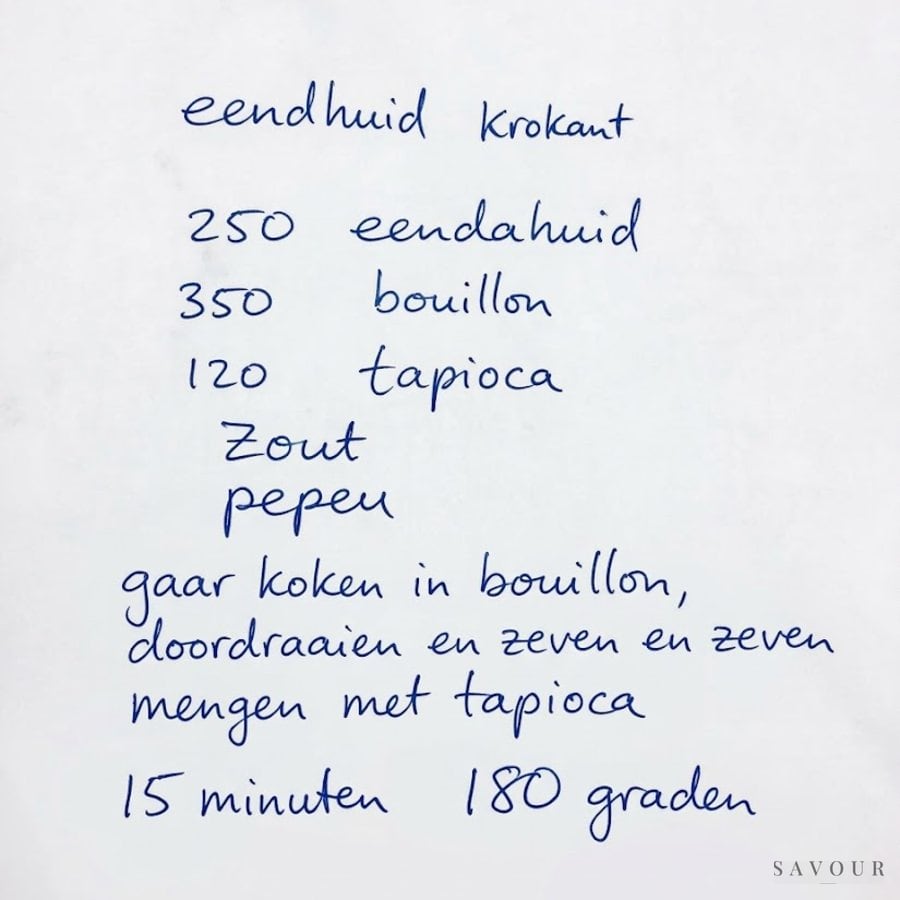 eendhuid krokant
250 eendahuid
350 bouillon
120 tapioca
Zout
pepeu
gaar koken in bouillon,
doordraaien en zeven en zeven
mengen met tapioca
15 minuten 180 graden
SAVOUR